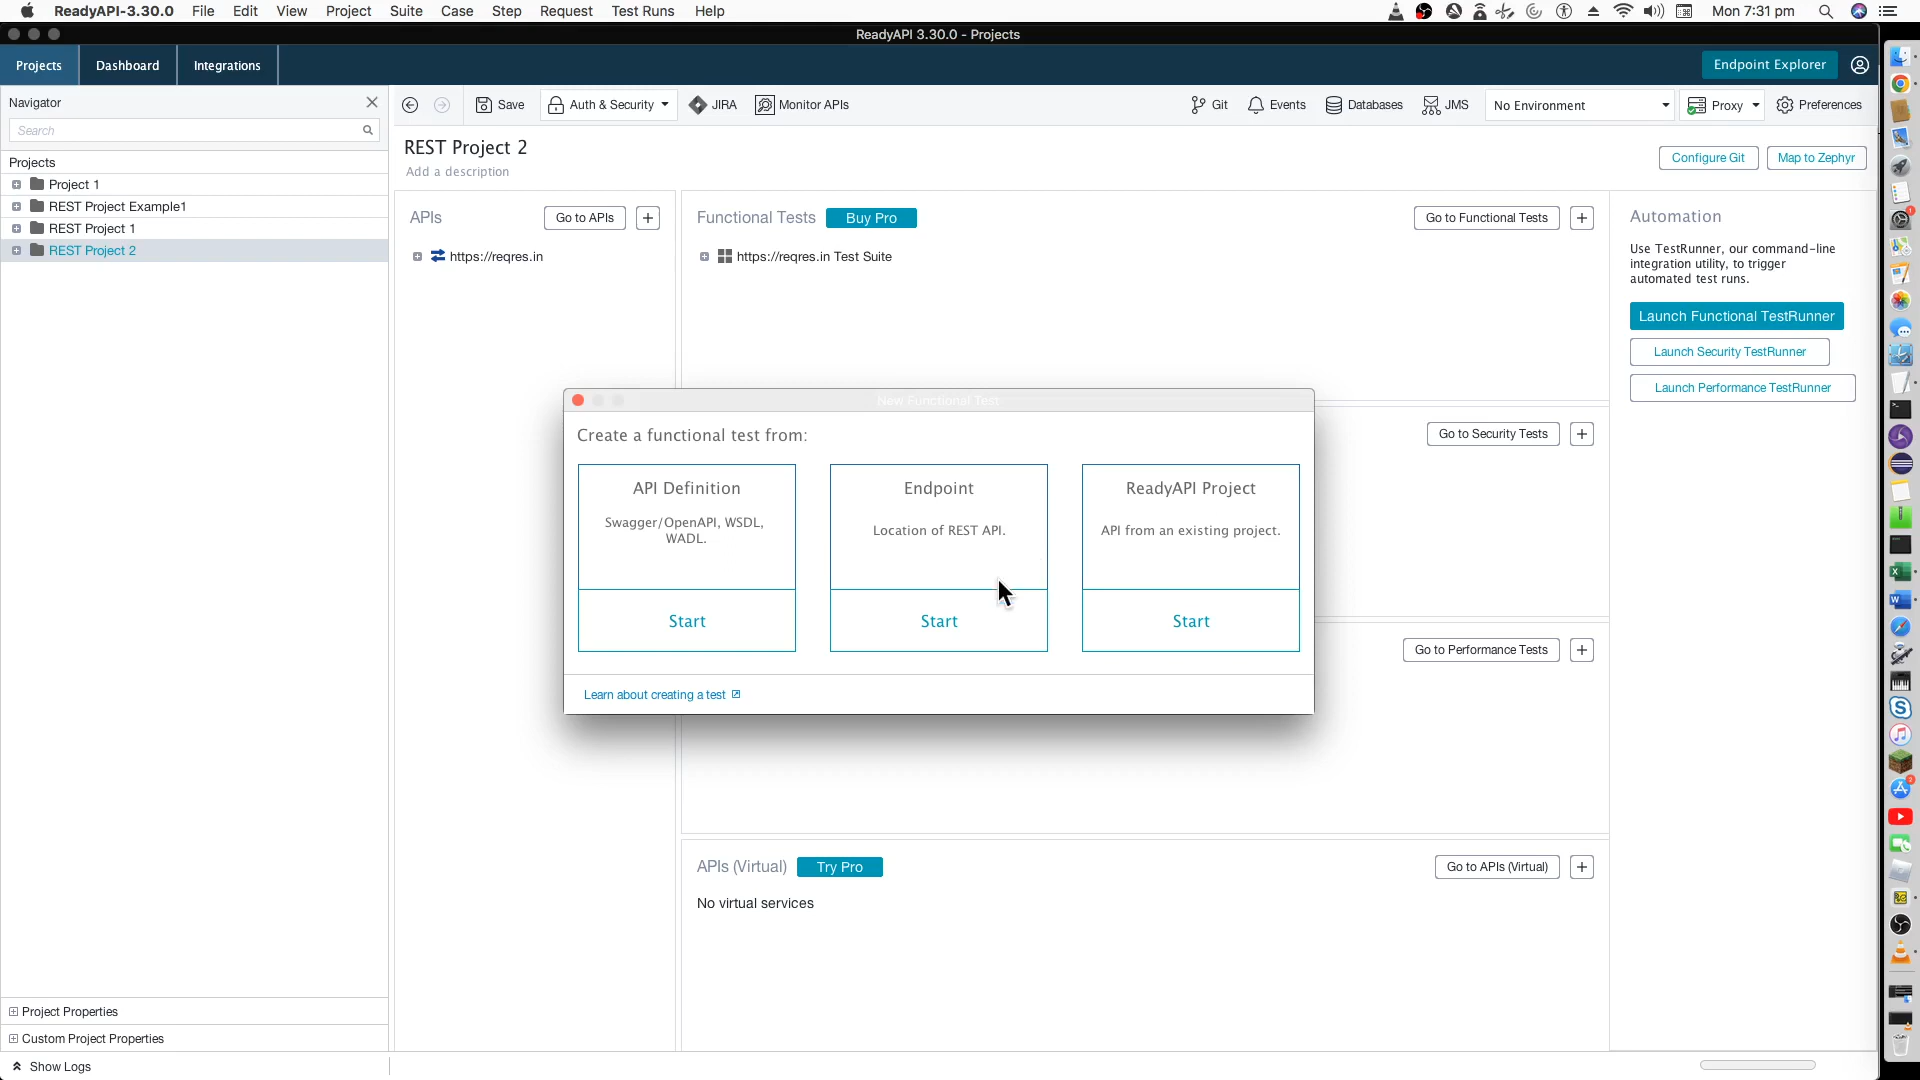 ReadyAPI-3.30.0 File Edit View Project Suite Case Step Request Test Runs Help Mon 7:31 pm
ReadyAPI 3.30.0 - Projects
Projects Dashboard Integrations Endpoint Explorer
Navigator
Save Auth & Security JIRA Monitor APIs Git Events Databases JMS No Environment Proxy Preferences
Search
REST Project 2
Add a description
Configure Git Map to Zephyr
Projects
Project 1
REST Project Example1
REST Project 1
REST Project 2
APIs Go to APIs
https://reqres.in
Functional Tests Buy Pro Go to Functional Tests
https://reqres.in Test Suite
Automation
Use TestRunner, our command-line
integration utility, to trigger
automated test runs.
Launch Functional TestRunner
Launch Security TestRunner
Launch Performance TestRunner
New Functional Test
Create a functional test from:
API Definition
Swagger/OpenAPI, WSDL,
WADL.
Start
Endpoint
Location of REST API.
Start
ReadyAPI Project
API from an existing project.
Start
Learn about creating a test
Go to Security Tests
Go to Performance Tests
APIs (Virtual) Try Pro Go to APIs (Virtual)
No virtual services
Project Properties
Custom Project Properties
Show Logs